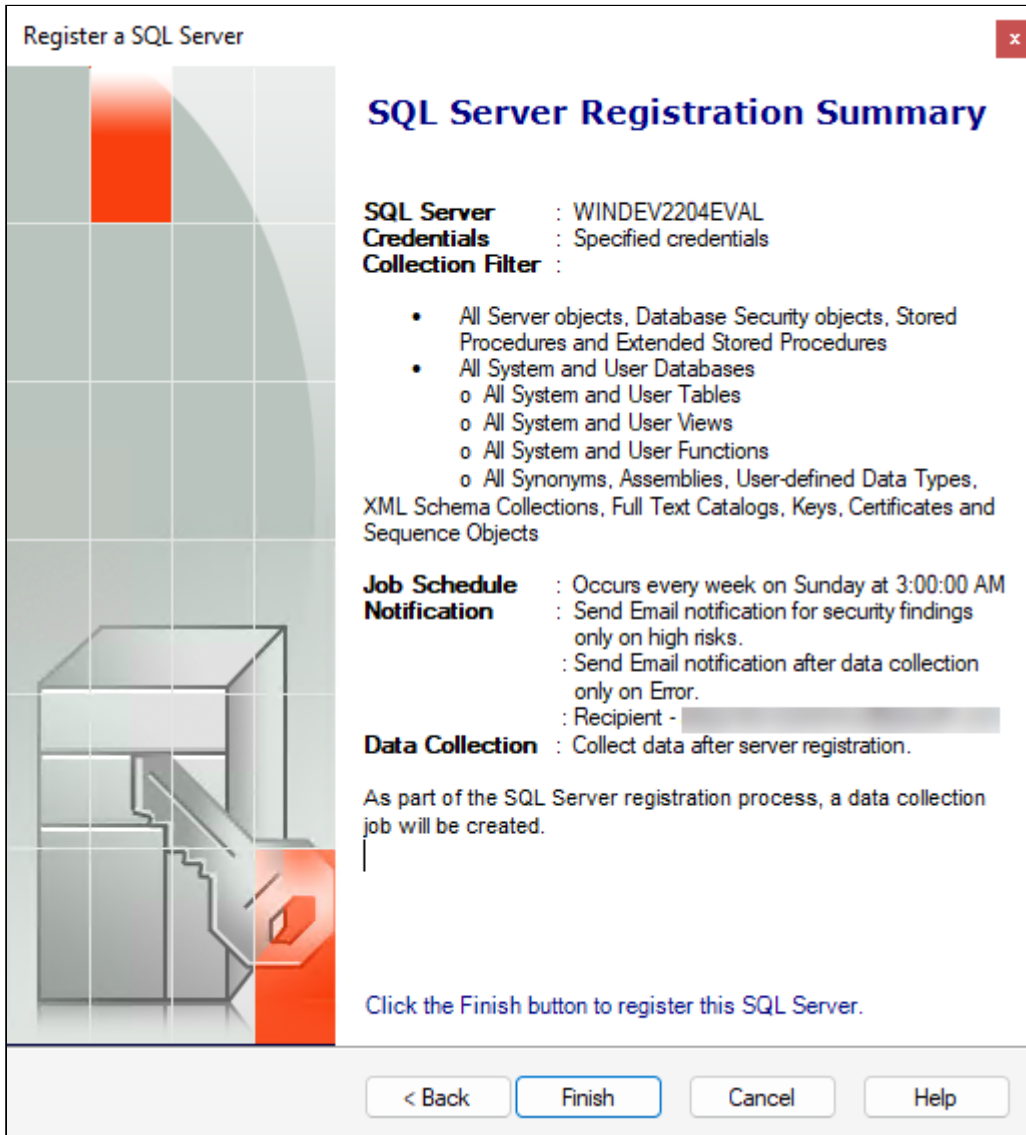 Register a SQL Server
x
SQL Server Registration Summary
SQL Server : WINDEV2204EVAL
Credentials : Specified credentials
Collection Filter :
• All Server objects, Database Security objects, Stored
Procedures and Extended Stored Procedures
• All System and User Databases
o All System and User Tables
o All System and User Views
o All System and User Functions
o All Synonyms, Assemblies, User-defined Data Types,
XML Schema Collections, Full Text Catalogs, Keys, Certificates and
Sequence Objects
Job Schedule : Occurs every week on Sunday at 3:00:00 AM
Notification : Send Email notification for security findings
only on high risks.
: Send Email notification after data collection
only on Error.
: Recipient -
Data Collection : Collect data after server registration.
As part of the SQL Server registration process, a data collection
job will be created.
Click the Finish button to register this SQL Server.
< Back Finish Cancel Help